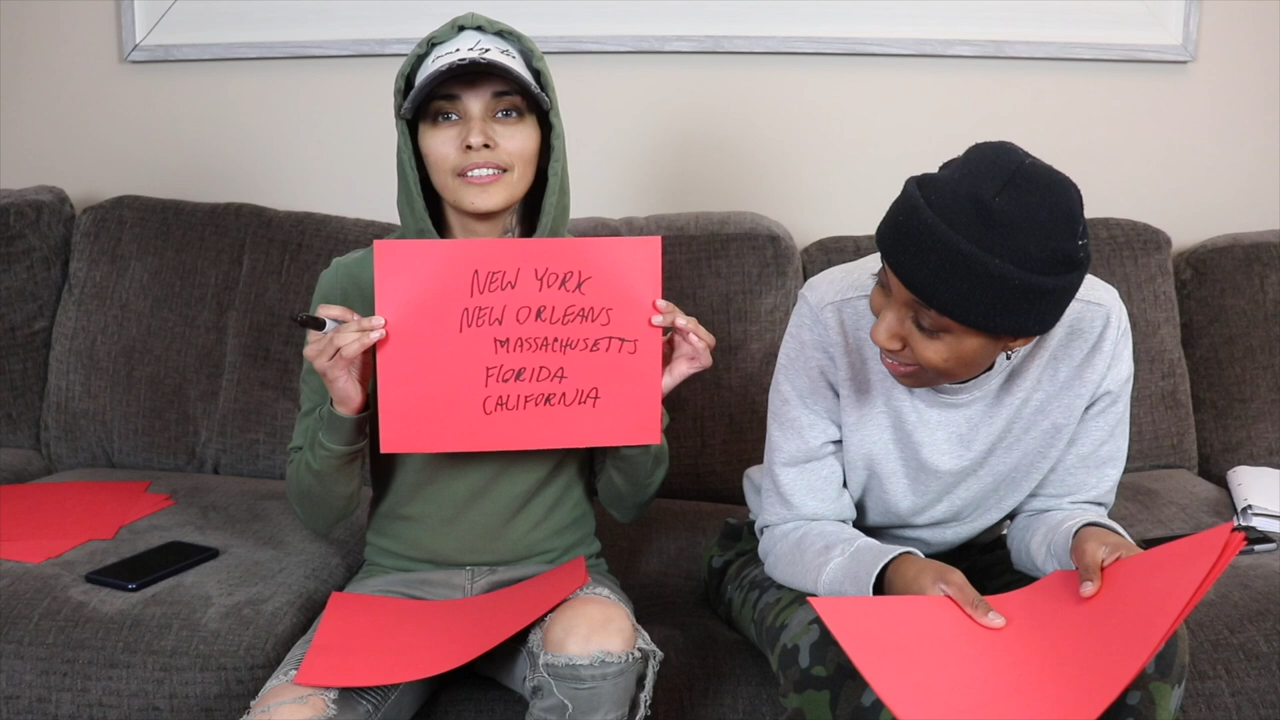 NEW YORK
NEW ORLEANS
MASSACHUSETTS
FLORIDA
CALIFORNIA